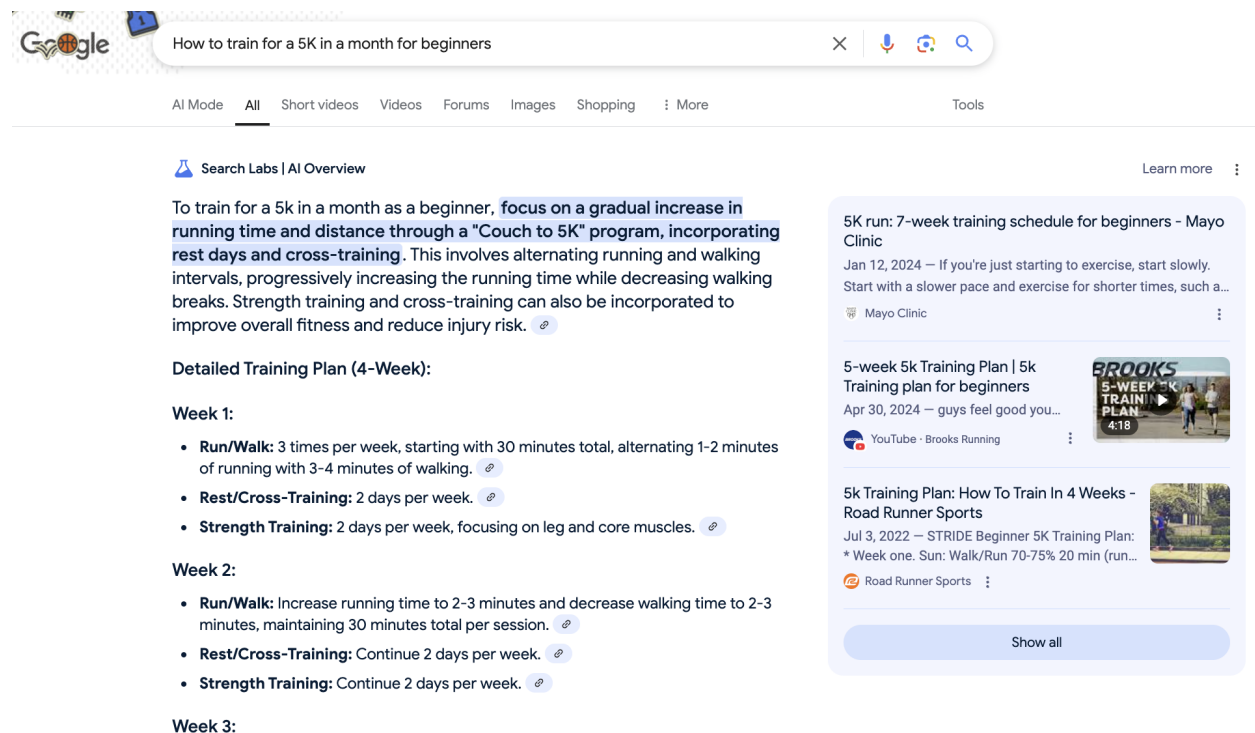 Google
How to train for a 5K in a month for beginners
AI Mode All Short videos Videos Forums Images Shopping More Tools
Search Labs | AI Overview
Learn more
To train for a 5k in a month as a beginner, focus on a gradual increase in
running time and distance through a "Couch to 5K" program, incorporating
rest days and cross-training. This involves alternating running and walking
intervals, progressively increasing the running time while decreasing walking
breaks. Strength training and cross-training can also be incorporated to
improve overall fitness and reduce injury risk.
Detailed Training Plan (4-Week):
Week 1:
• Run/Walk: 3 times per week, starting with 30 minutes total, alternating 1-2 minutes
of running with 3-4 minutes of walking.
• Rest/Cross-Training: 2 days per week.
• Strength Training: 2 days per week, focusing on leg and core muscles.
Week 2:
• Run/Walk: Increase running time to 2-3 minutes and decrease walking time to 2-3
minutes, maintaining 30 minutes total per session.
• Rest/Cross-Training: Continue 2 days per week.
• Strength Training: Continue 2 days per week.
Week 3:
5K run: 7-week training schedule for beginners - Mayo
Clinic
Jan 12, 2024 — If you're just starting to exercise, start slowly.
Start with a slower pace and exercise for shorter times, such a...
Mayo Clinic
5-week 5k Training Plan | 5k
Training plan for beginners
Apr 30, 2024 — guys feel good you...
YouTube · Brooks Running
BROOKS
5-WEEK 5K
TRAINING
PLAN
4:18
5k Training Plan: How To Train In 4 Weeks -
Road Runner Sports
Jul 3, 2022 — STRIDE Beginner 5K Training Plan:
* Week one. Sun: Walk/Run 70-75% 20 min (run...
Road Runner Sports
Show all